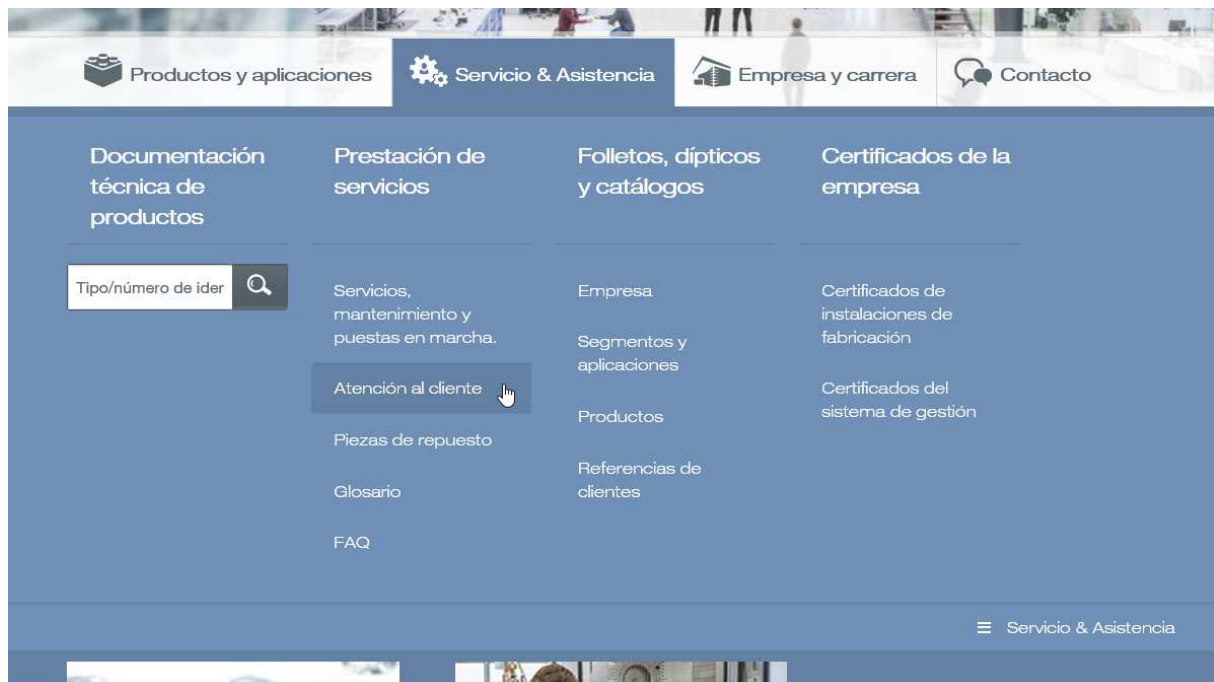 Productos y aplicaciones
Servicio & Asistencia
Empresa y carrera
Contacto
Documentación
técnica de
productos
Tipo/número de ider
Prestación de
servicios
Servicios,
mantenimiento y
puestas en marcha.
Atención al cliente
Piezas de repuesto
Glosario
FAQ
Folletos, dípticos
y catálogos
Empresa
Segmentos y
aplicaciones
Productos
Referencias de
clientes
Certificados de la
empresa
Certificados de
instalaciones de
fabricación
Certificados del
sistema de gestión
Servicio & Asistencia